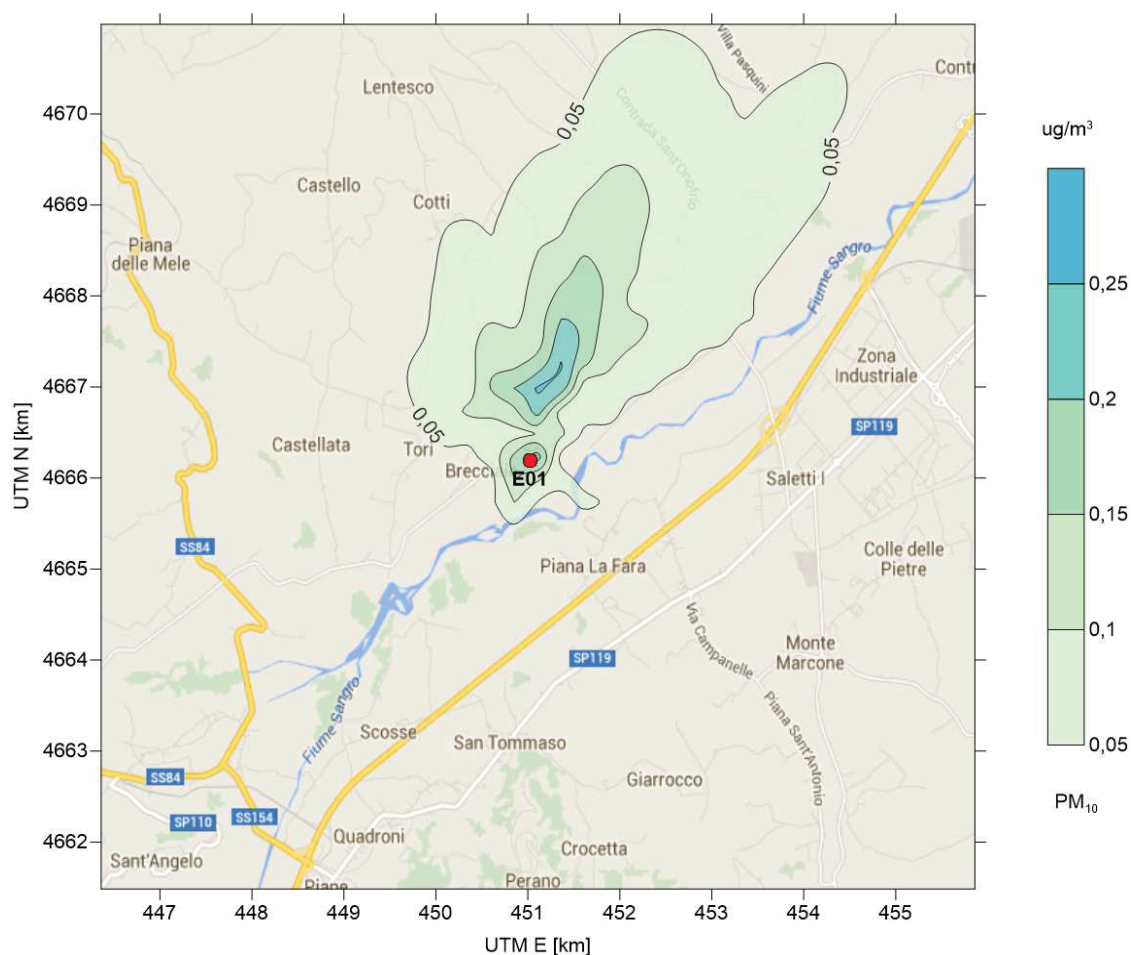 Villa Pasquini
Contr
Lentesco
4670
0,05
Contrada Sant'Onofrio
0,05
ug/m³
Castello
Cotti
4669
Piana
delle Mele
Fiume Sangro
0,25
4668
Zona
Industriale
4667
0,2
0,05
SP119
Castellata
Tori
Brecci
4666
E01
Saletti I
0,15
UTM N [km]
SS84
Colle delle
Pietre
4665
Piana La Fara
0,1
Via Campanelle
Monte
Marcone
4664
SP119
Fiume Sangro
Piana Sant'Antonio
Scosse
San Tommaso
4663
0,05
SS84
Giarrocco
PM₁₀
SP110
SS154
4662
Quadroni
Sant'Angelo
Crocetta
Piane
Perano
447
448
449
450
451
452
453
454
455
UTM E [km]